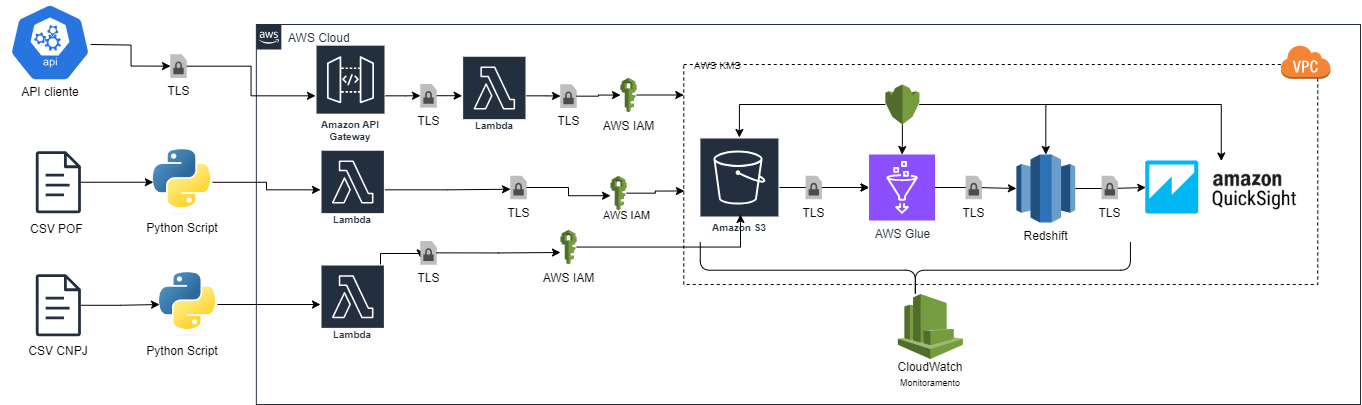 aws
AWS Cloud
api
API cliente
TLS
Amazon API
Gateway
TLS
Lambda
TLS
AWS IAM
AWS KMS
VPC
CSV POF
Python Script
Lambda
TLS
AWS IAM
Amazon S3
TLS
AWS Glue
TLS
Redshift
TLS
amazon
QuickSight
CSV CNPJ
Python Script
Lambda
TLS
AWS IAM
CloudWatch
Monitoramento